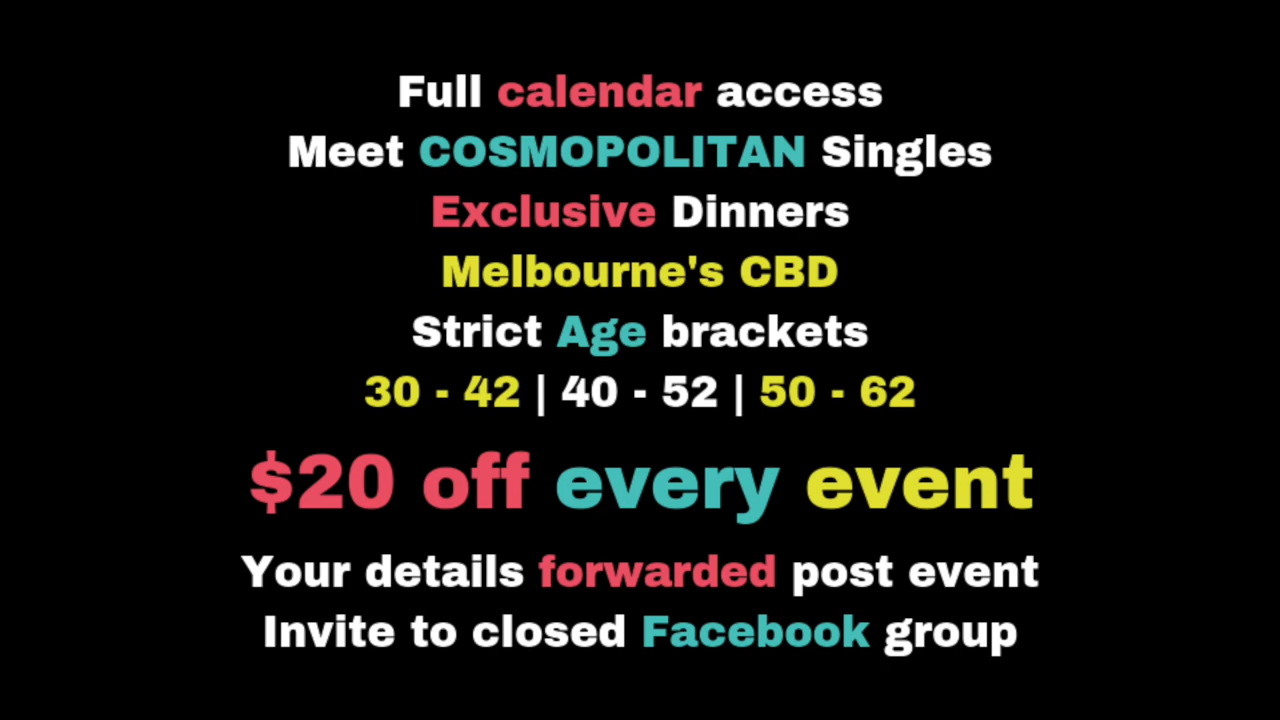 Full calendar access
Meet COSMOPOLITAN Singles
Exclusive Dinners
Melbourne's CBD
Strict Age brackets
30 - 42 | 40 - 52 | 50 - 62
$20 off every event
Your details forwarded post event
Invite to closed Facebook group